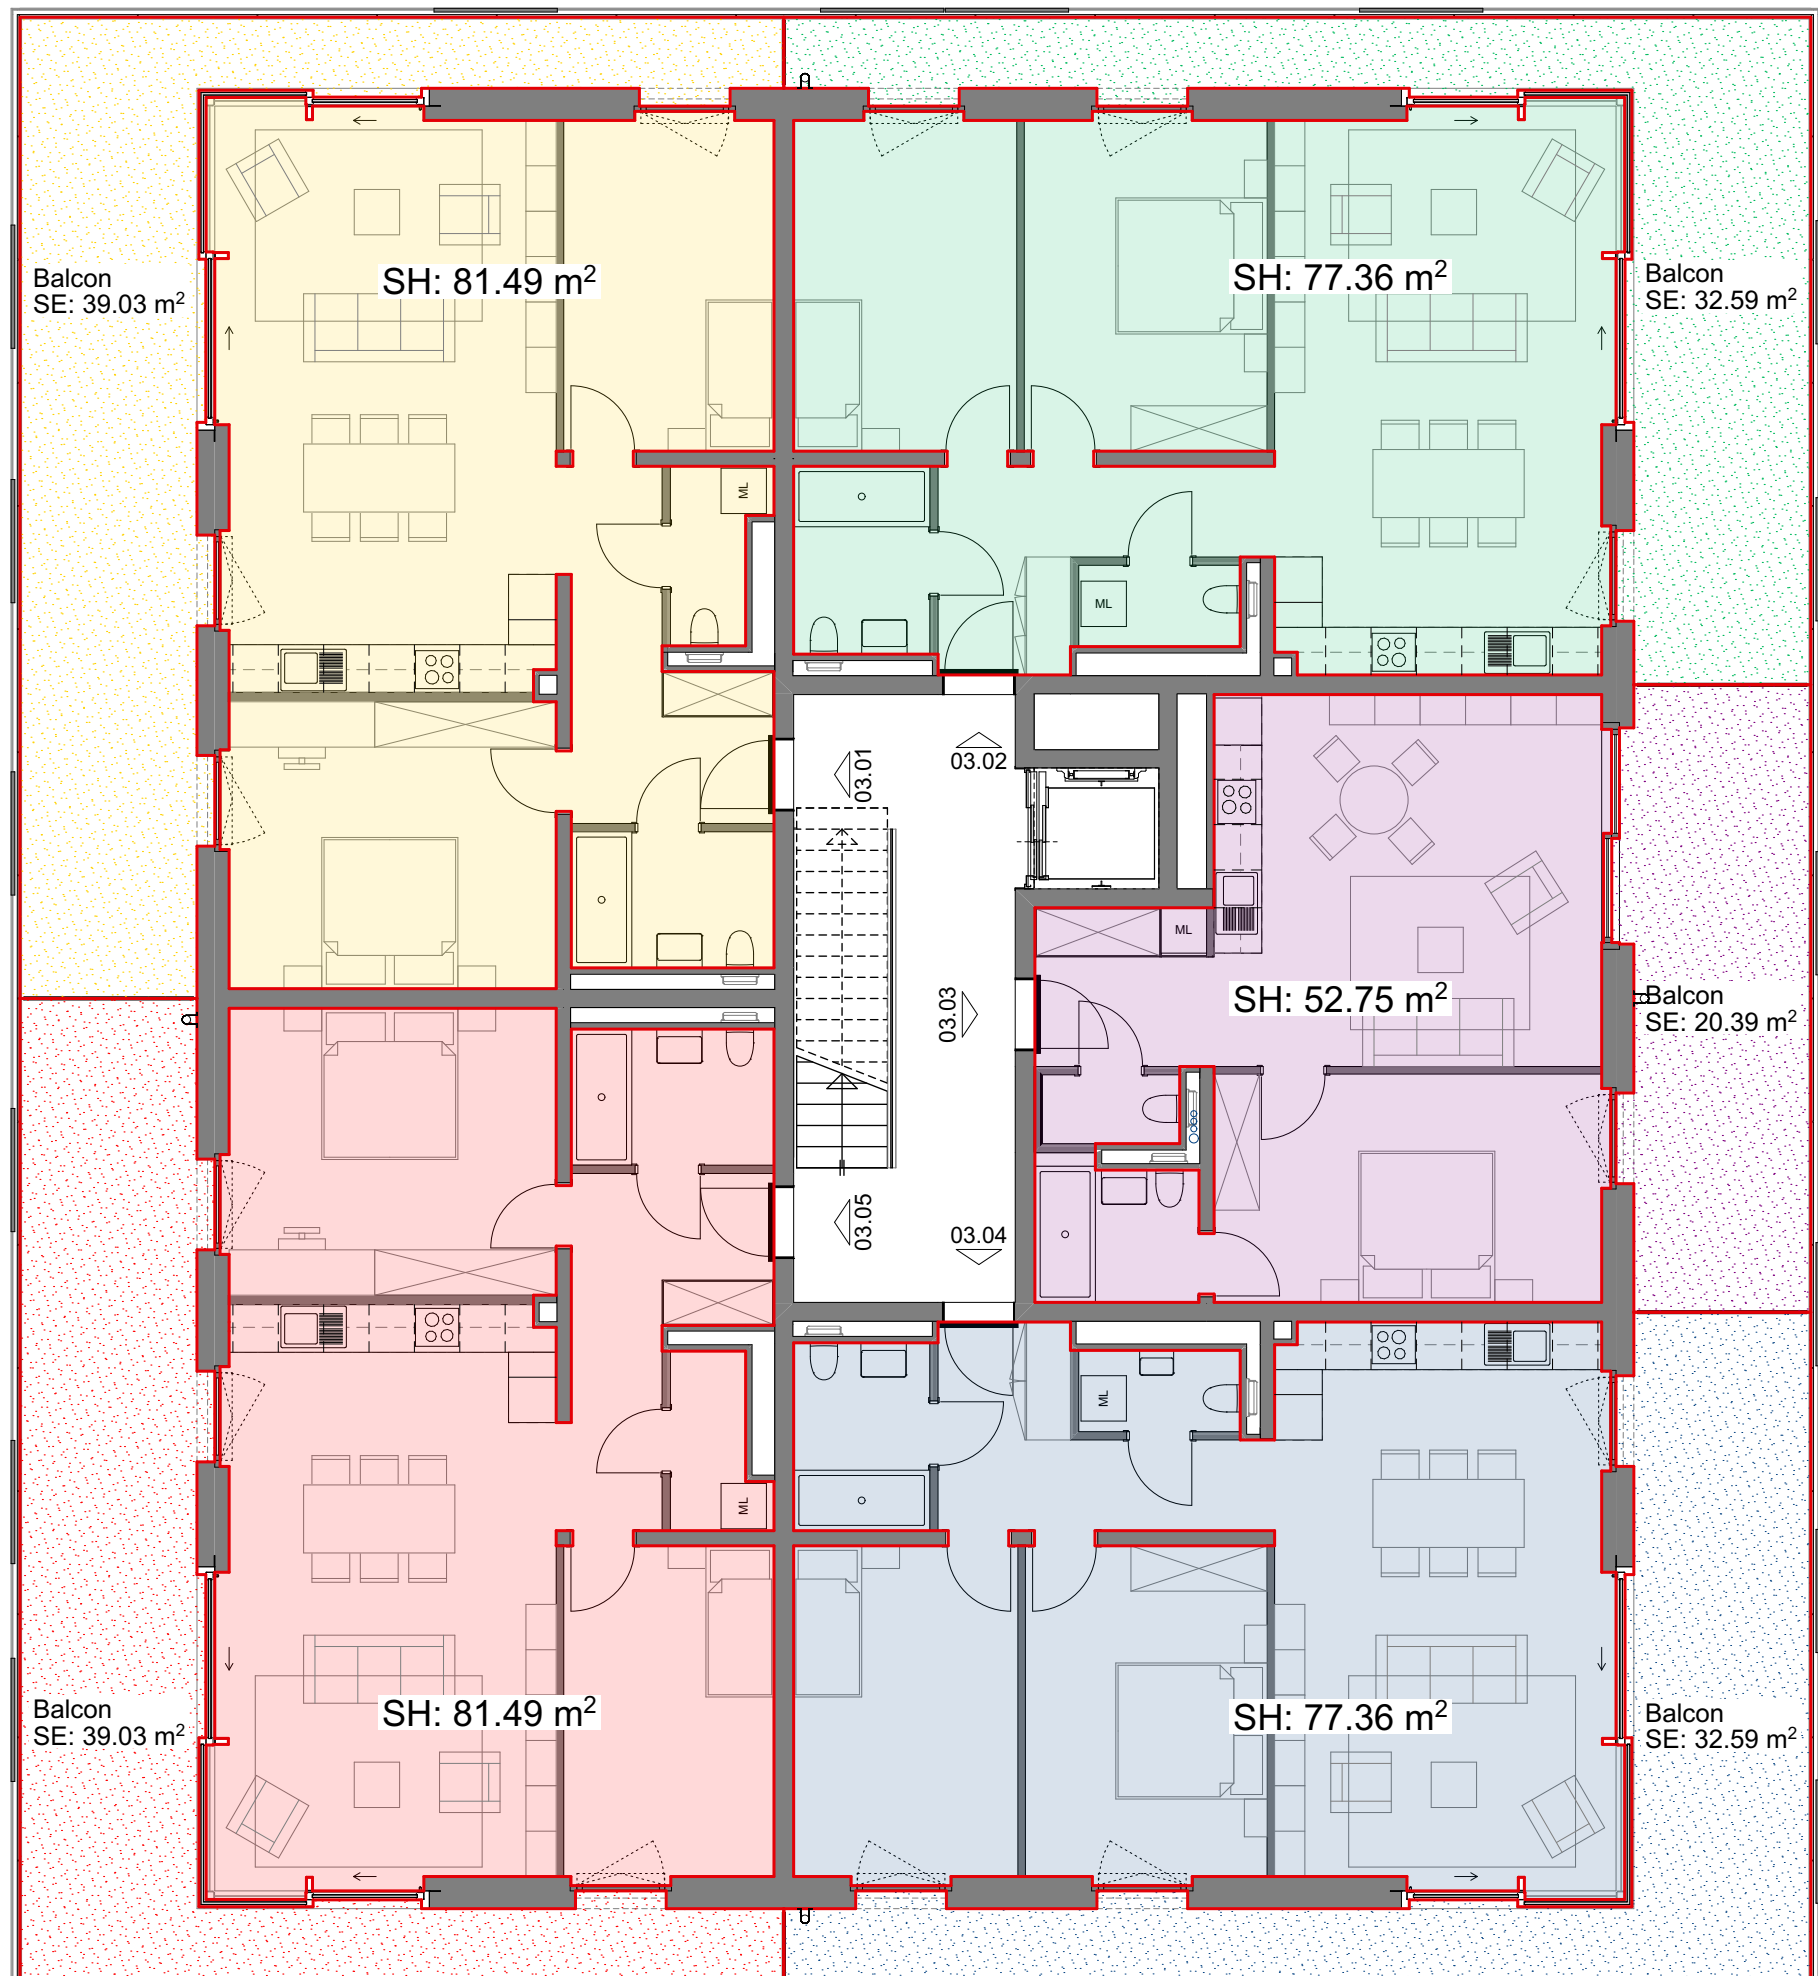 Balcon
SE: 39.03 m²
SH: 81.49 m²
SH: 77.36 m²
Balcon
SE: 32.59 m²
ML
ML
03.01
03.02
ML
03.03
SH: 52.75 m²
Balcon
SE: 20.39 m²
03.05
03.04
ML
ML
Balcon
SE: 39.03 m²
SH: 81.49 m²
SH: 77.36 m²
Balcon
SE: 32.59 m²